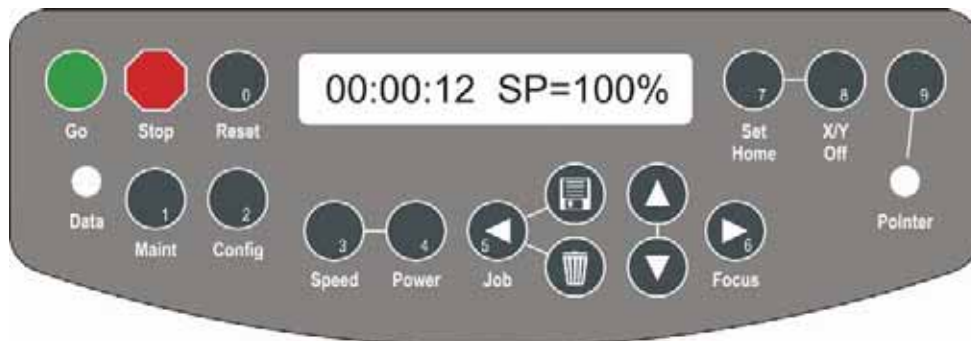 00:00:12 SP=100%
0
7
8
9
Go
Stop
Reset
Set
Home
X/Y
Off
Data
1
2
Maint
Config
Pointer
3
4
5
6
Speed
Power
Job
Focus